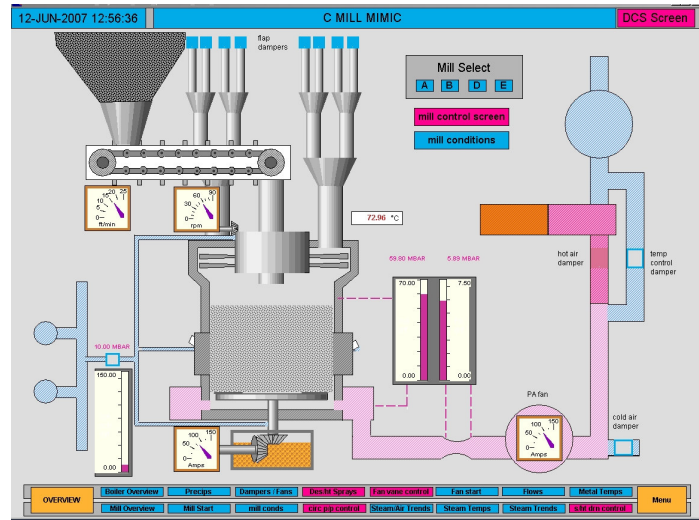 12-JUN-2007 12:56:36
C MILL MIMIC
DCS Screen
flap
dampers
Mill Select
A B D E
mill control screen
mill conditions
0 5 10 15 20 25
ft/min
0 30 60 90
rpm
72.96 °C
hot air
damper
temp
control
damper
59.80 MBAR
5.89 MBAR
70.00
7.50
0.00
0.00
10.00 MBAR
150.00
0.00
PA fan
0 50 100 150
Amps
0 50 100 150
Amps
cold air
damper
OVERVIEW
Boiler Overview
Precips
Dampers / Fans
Des/ht Sprays
Fan vane control
Fan start
Flows
Metal Temps
Mill Overview
Mill Start
mill conds
circ p/p control
Steam/Air Trends
Steam Temps
Steam Trends
s/ht drn control
Menu